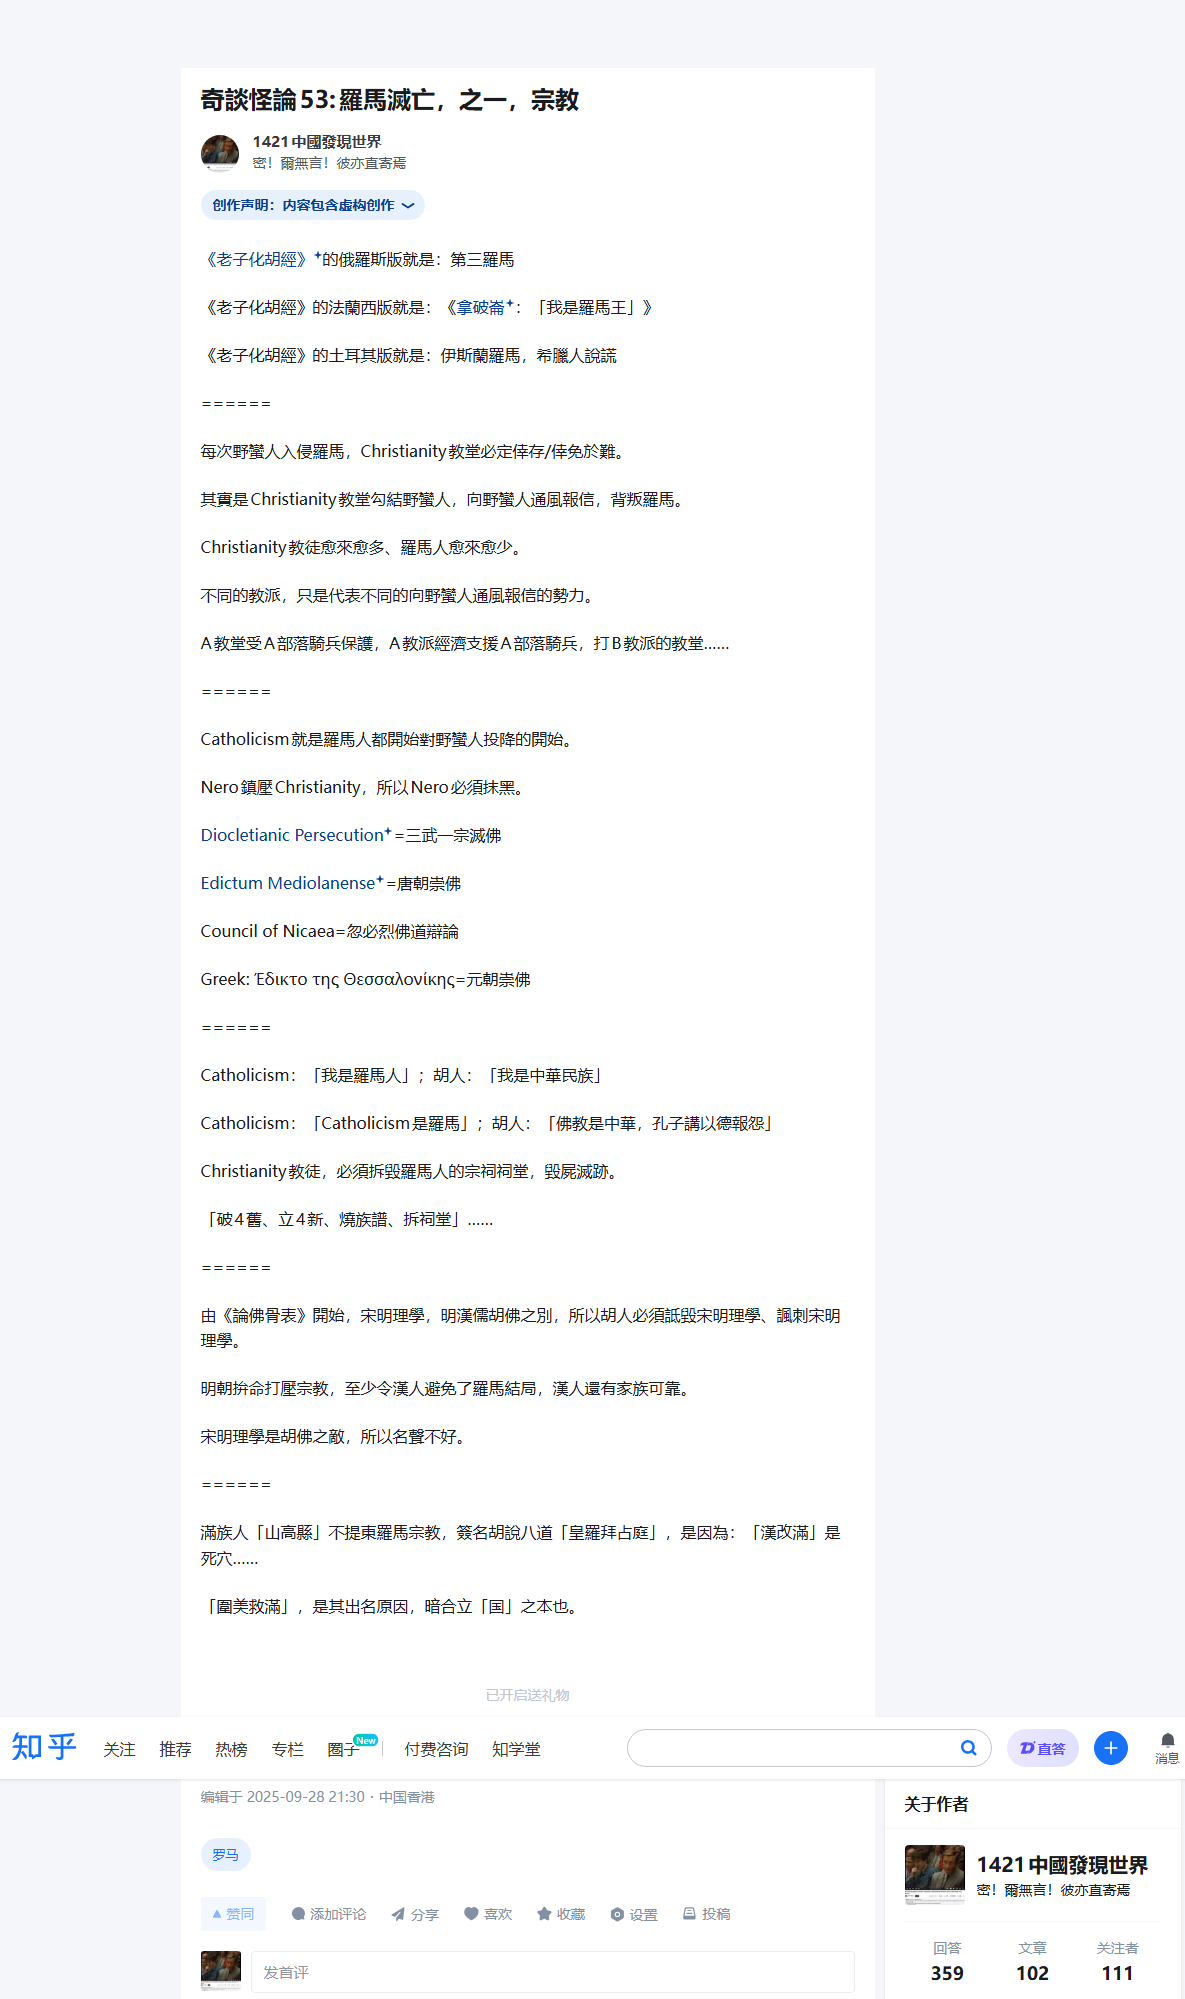 奇談怪論53:羅馬滅亡，之一，宗教
1421中國發現世界
密！爾無言！彼亦直寄焉
创作声明：内容包含虚构创作
《老子化胡經》的俄羅斯版就是：第三羅馬
《老子化胡經》的法蘭西版就是：《拿破崙：「我是羅馬王」》
《老子化胡經》的土耳其版就是：伊斯蘭羅馬，希臘人說謊
======
每次野蠻人入侵羅馬，Christianity教堂必定倖存/倖免於難。
其實是Christianity教堂勾結野蠻人，向野蠻人通風報信，背叛羅馬。
Christianity教徒愈來愈多、羅馬人愈來愈少。
不同的教派，只是代表不同的向野蠻人通風報信的勢力。
A教堂受A部落騎兵保護，A教派經濟支援A部落騎兵，打B教派的教堂……
======
Catholicism就是羅馬人都開始對野蠻人投降的開始。
Nero鎮壓Christianity，所以Nero必須抹黑。
Diocletianic Persecution=三武一宗滅佛
Edictum Mediolanense=唐朝崇佛
Council of Nicaea=忽必烈佛道辯論
Greek: Έδικτο της Θεσσαλονίκης=元朝崇佛
======
Catholicism：「我是羅馬人」；胡人：「我是中華民族」
Catholicism：「Catholicism是羅馬」；胡人：「佛教是中華，孔子講以德報怨」
Christianity教徒，必須拆毀羅馬人的宗祠祠堂，毀屍滅跡。
「破4舊、立4新、燒族譜、拆祠堂」……
======
由《論佛骨表》開始，宋明理學，明漢儒胡佛之別，所以胡人必須詆毀宋明理學、諷刺宋明
理學。
明朝拚命打壓宗教，至少令漢人避免了羅馬結局，漢人還有家族可靠。
宋明理學是胡佛之敵，所以名聲不好。
======
滿族人「山高縣」不提東羅馬宗教，簽名胡說八道「皇羅拜占庭」，是因為：「漢改滿」是
死穴……
「圍美救滿」，是其出名原因，暗合立「国」之本也。
已开启送礼物
知乎 关注 推荐 热榜 专栏 圈子 New 付费咨询 知学堂 直答 消息
编辑于 2025-09-28 21:30・中国香港
罗马
赞同 添加评论 分享 喜欢 收藏 设置 投稿
发首评
关于作者
1421中國發現世界
密！爾無言！彼亦直寄焉
回答 文章 关注者
359 102 111